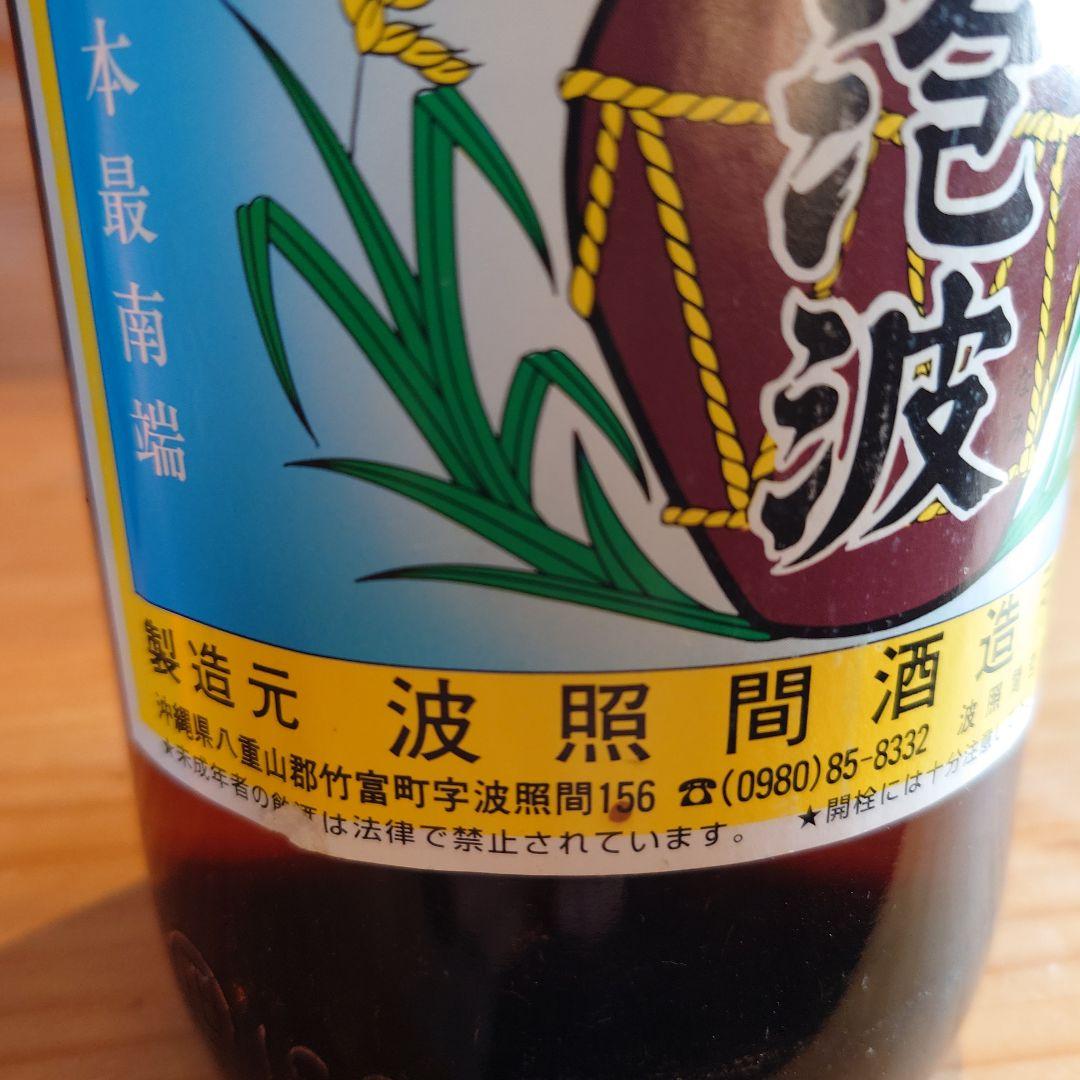 本最南端
泡波
製造元 波照間酒造
沖縄県八重山郡竹富町字波照間156 ☎(0980)85-8332
★未成年者の飲酒は法律で禁止されています。 ★開栓には十分注意